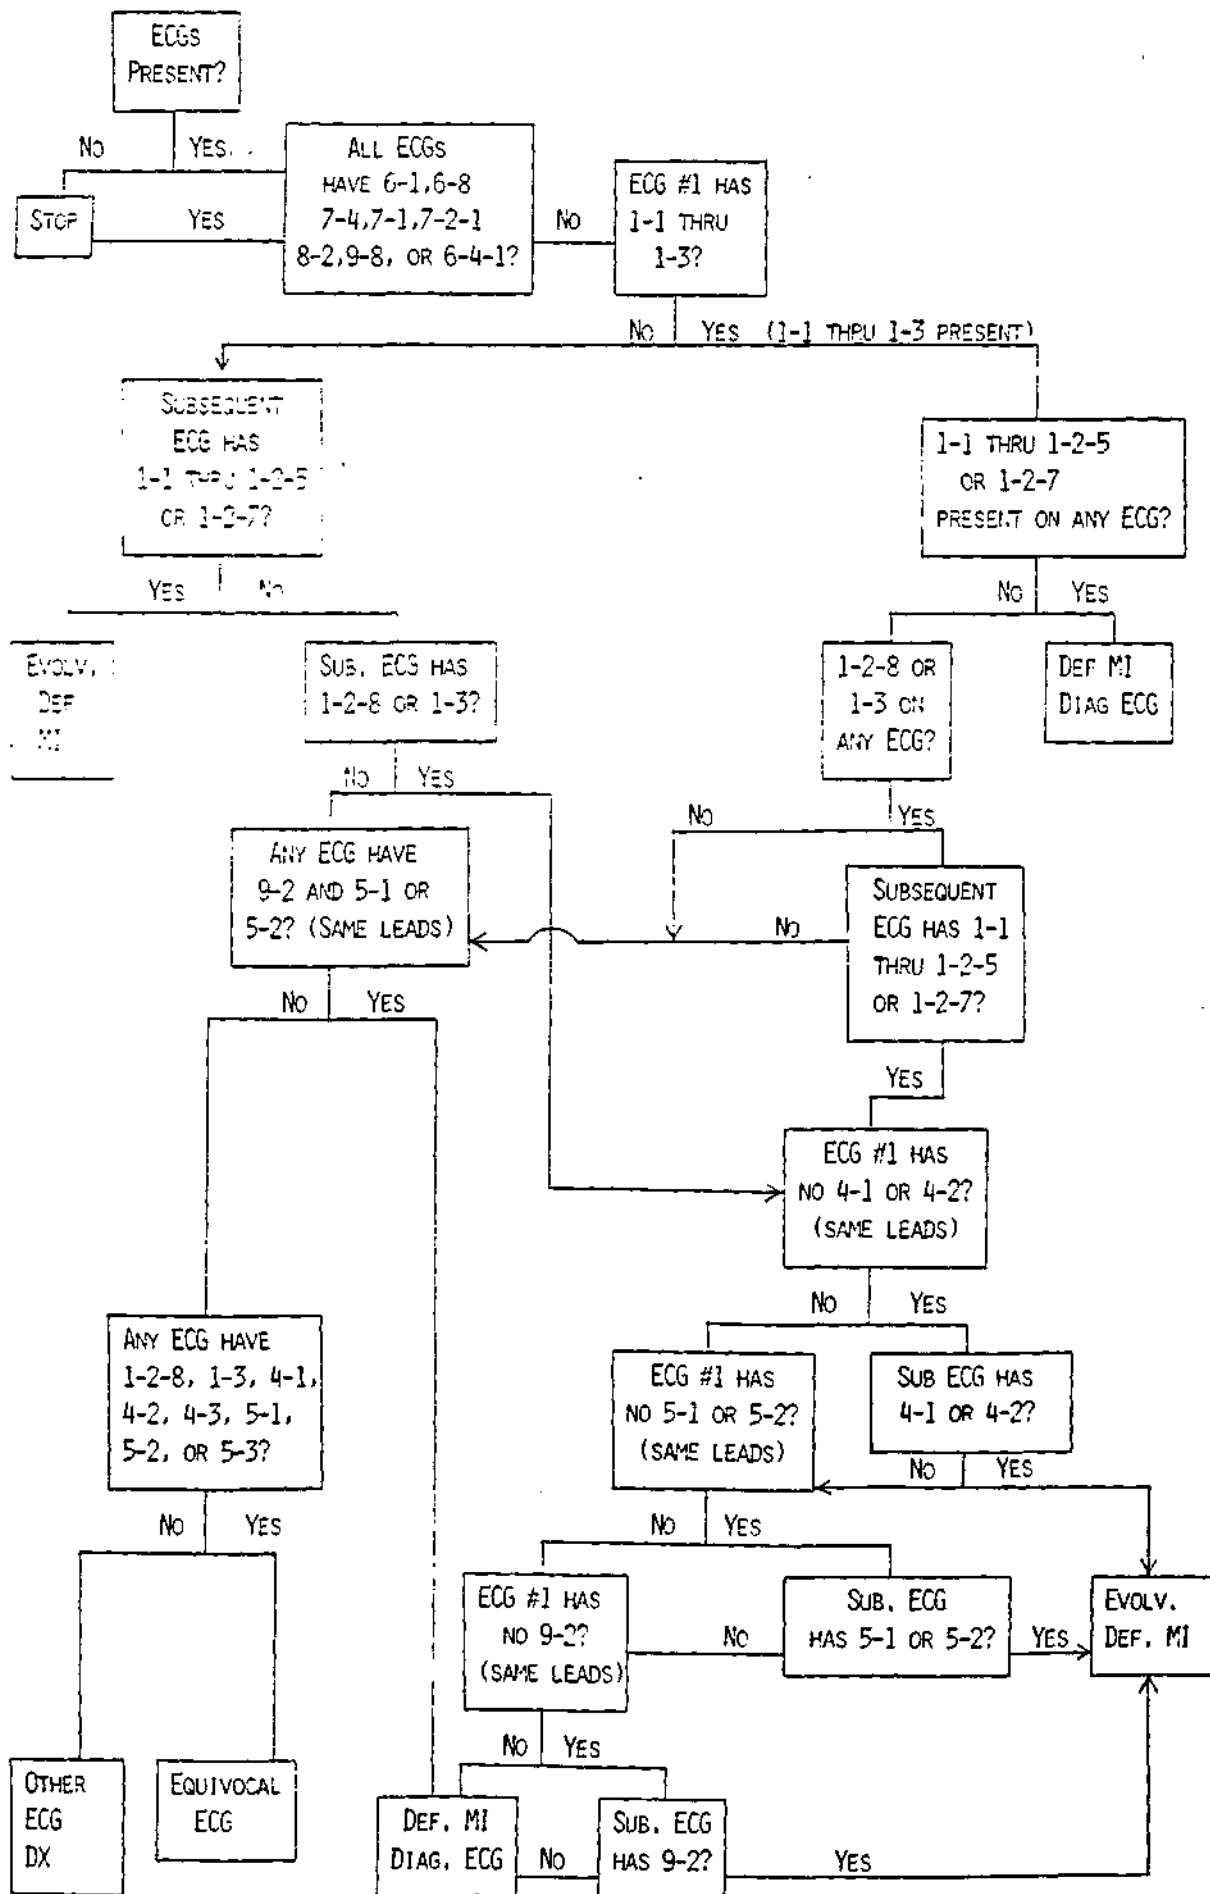 ECGs
PRESENT?
NO YES
ALL ECGs
HAVE 6-1,6-8
7-4,7-1,7-2-1
8-2,9-8, OR 6-4-1?
STOP
YES
NO
ECG #1 HAS
1-1 THRU
1-3?
NO YES (1-1 THRU 1-3 PRESENT)
SUBSEQUENT
ECG HAS
1-1 THRU 1-2-5
OR 1-2-7?
1-1 THRU 1-2-5
OR 1-2-7
PRESENT ON ANY ECG?
YES NO
NO YES
EVOLV.
DEF
MI
SUB. ECG HAS
1-2-8 OR 1-3?
1-2-8 OR
1-3 ON
ANY ECG?
DEF MI
DIAG ECG
NO YES
NO YES
ANY ECG HAVE
9-2 AND 5-1 OR
5-2? (SAME LEADS)
NO
SUBSEQUENT
ECG HAS 1-1
THRU 1-2-5
OR 1-2-7?
NO YES
YES
ECG #1 HAS
NO 4-1 OR 4-2?
(SAME LEADS)
NO YES
ANY ECG HAVE
1-2-8, 1-3, 4-1,
4-2, 4-3, 5-1,
5-2, OR 5-3?
ECG #1 HAS
NO 5-1 OR 5-2?
(SAME LEADS)
SUB ECG HAS
4-1 OR 4-2?
NO YES
NO YES
NO YES
ECG #1 HAS
NO 9-2?
(SAME LEADS)
NO
SUB. ECG
HAS 5-1 OR 5-2?
YES
EVOLV.
DEF. MI
NO YES
OTHER
ECG
DX
EQUIVOCAL
ECG
DEF. MI
DIAG. ECG
NO
SUB. ECG
HAS 9-2?
YES